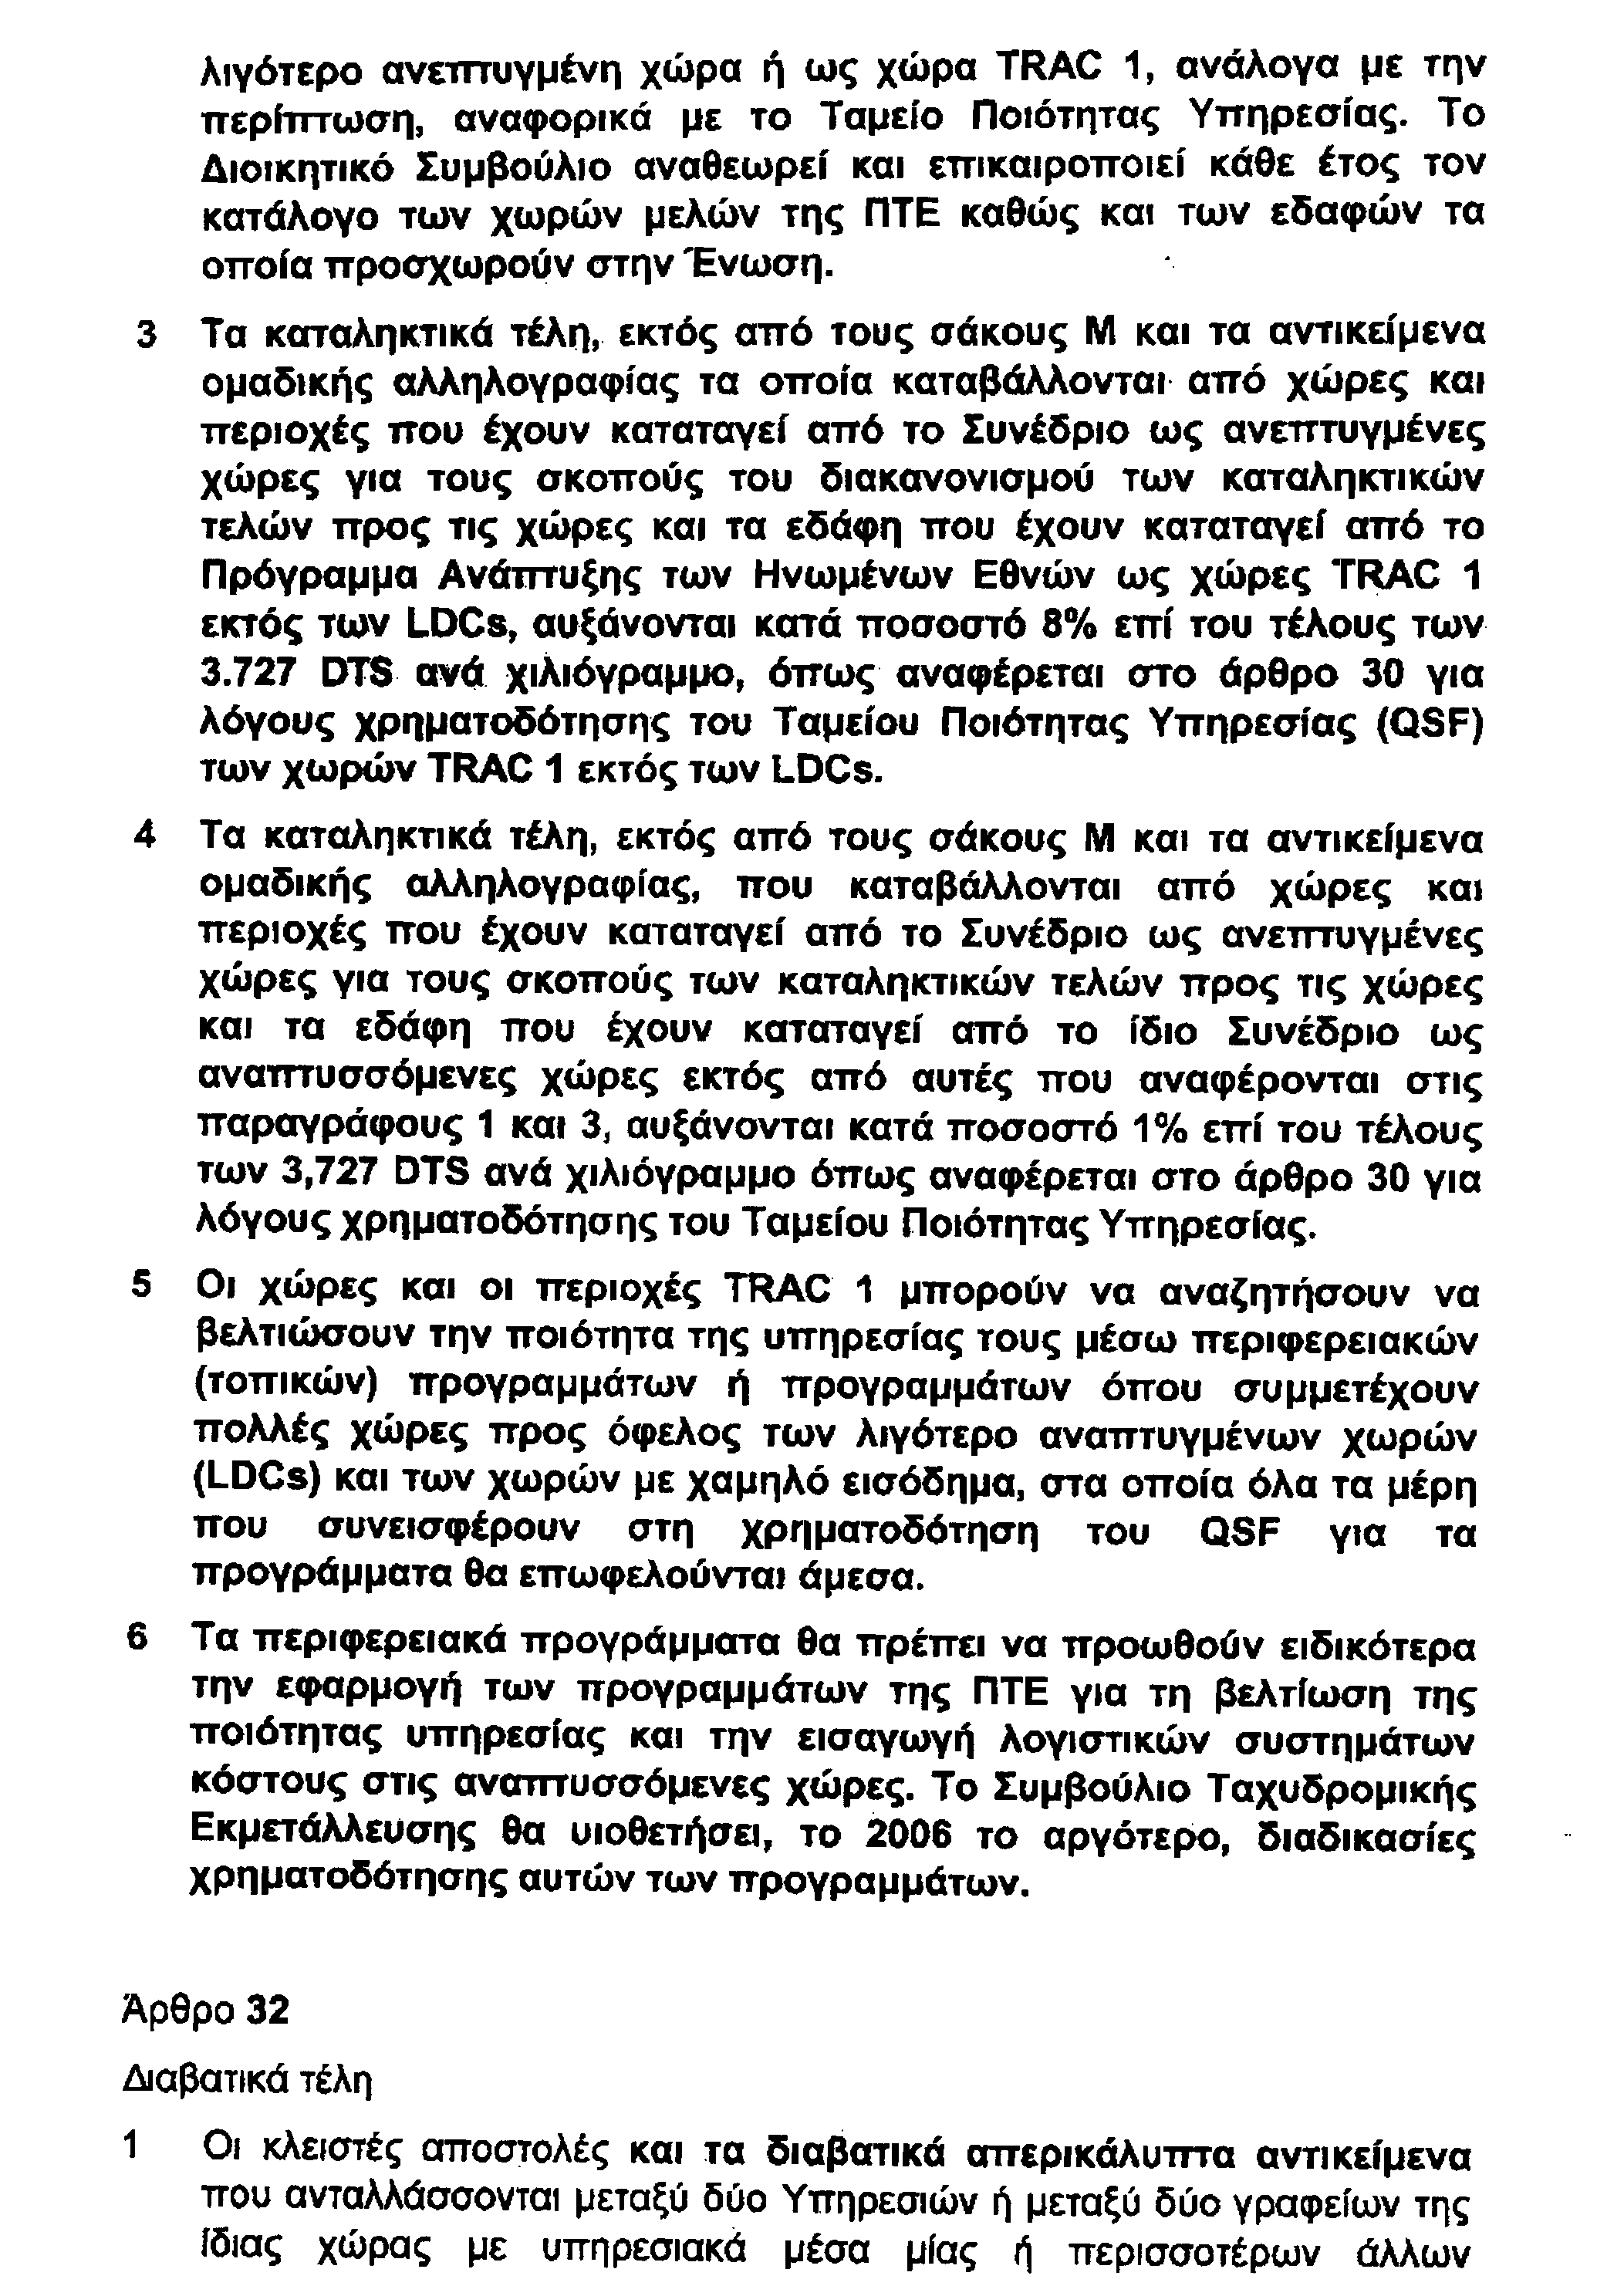 λιγότερο ανεπτυγμένη χώρα ή ως χώρα TRAC 1, ανάλογα με την
περίπτωση, αναφορικά με το Ταμείο Ποιότητας Υπηρεσίας. Το
Διοικητικό Συμβούλιο αναθεωρεί και επικαιροποιεί κάθε έτος τον
κατάλογο των χωρών μελών της ΠΤΕ καθώς και των εδαφών τα
οποία προσχωρούν στην Ένωση.
3 Τα καταληκτικά τέλη, εκτός από τους σάκους Μ και τα αντικείμενα
ομαδικής αλληλογραφίας τα οποία καταβάλλονται από χώρες και
περιοχές που έχουν καταταγεί από το Συνέδριο ως ανεπτυγμένες
χώρες για τους σκοπούς του διακανονισμού των καταληκτικών
τελών προς τις χώρες και τα εδάφη που έχουν καταταγεί από το
Πρόγραμμα Ανάπτυξης των Ηνωμένων Εθνών ως χώρες TRAC 1
εκτός των LDCs, αυξάνονται κατά ποσοστό 8% επί του τέλους των
3.727 DTS ανά χιλιόγραμμο, όπως αναφέρεται στο άρθρο 30 για
λόγους χρηματοδότησης του Ταμείου Ποιότητας Υπηρεσίας (QSF)
των χωρών TRAC 1 εκτός των LDCs.
4 Τα καταληκτικά τέλη, εκτός από τους σάκους Μ και τα αντικείμενα
ομαδικής αλληλογραφίας, που καταβάλλονται από χώρες και
περιοχές που έχουν καταταγεί από το Συνέδριο ως ανεπτυγμένες
χώρες για τους σκοπούς των καταληκτικών τελών προς τις χώρες
και τα εδάφη που έχουν καταταγεί από το ίδιο Συνέδριο ως
αναπτυσσόμενες χώρες εκτός από αυτές που αναφέρονται στις
παραγράφους 1 και 3, αυξάνονται κατά ποσοστό 1% επί του τέλους
των 3,727 DTS ανά χιλιόγραμμο όπως αναφέρεται στο άρθρο 30 για
λόγους χρηματοδότησης του Ταμείου Ποιότητας Υπηρεσίας.
5 Οι χώρες και οι περιοχές TRAC 1 μπορούν να αναζητήσουν να
βελτιώσουν την ποιότητα της υπηρεσίας τους μέσω περιφερειακών
(τοπικών) προγραμμάτων ή προγραμμάτων όπου συμμετέχουν
πολλές χώρες προς όφελος των λιγότερο αναπτυγμένων χωρών
(LDCs) και των χωρών με χαμηλό εισόδημα, στα οποία όλα τα μέρη
που συνεισφέρουν στη χρηματοδότηση του QSF για τα
προγράμματα θα επωφελούνται άμεσα.
6 Τα περιφερειακά προγράμματα θα πρέπει να προωθούν ειδικότερα
την εφαρμογή των προγραμμάτων της ΠΤΕ για τη βελτίωση της
ποιότητας υπηρεσίας και την εισαγωγή λογιστικών συστημάτων
κόστους στις αναπτυσσόμενες χώρες. Το Συμβούλιο Ταχυδρομικής
Εκμετάλλευσης θα υιοθετήσει, το 2006 το αργότερο, διαδικασίες
χρηματοδότησης αυτών των προγραμμάτων.
Άρθρο 32
Διαβατικά τέλη
1 Οι κλειστές αποστολές και τα διαβατικά απερικάλυπτα αντικείμενα
που ανταλλάσσονται μεταξύ δύο Υπηρεσιών ή μεταξύ δύο γραφείων της
ίδιας χώρας με υπηρεσιακά μέσα μίας ή περισσοτέρων άλλων